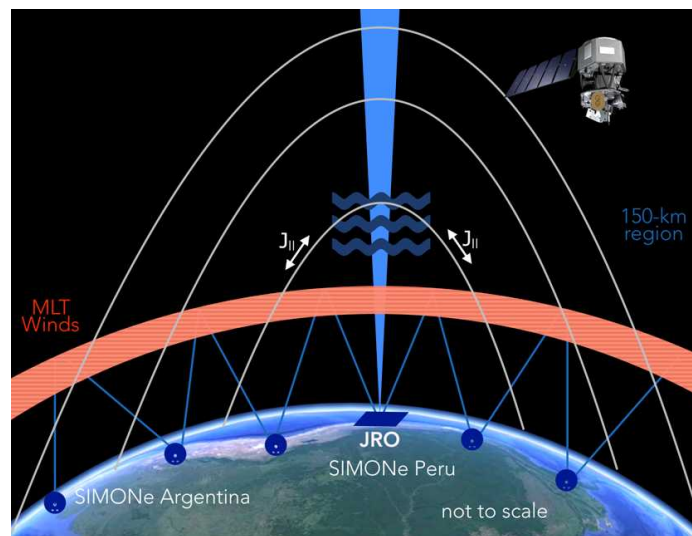 J||
J||
150-km
region
MLT
Winds
JRO
SIMONe Peru
SIMONe Argentina
not to scale